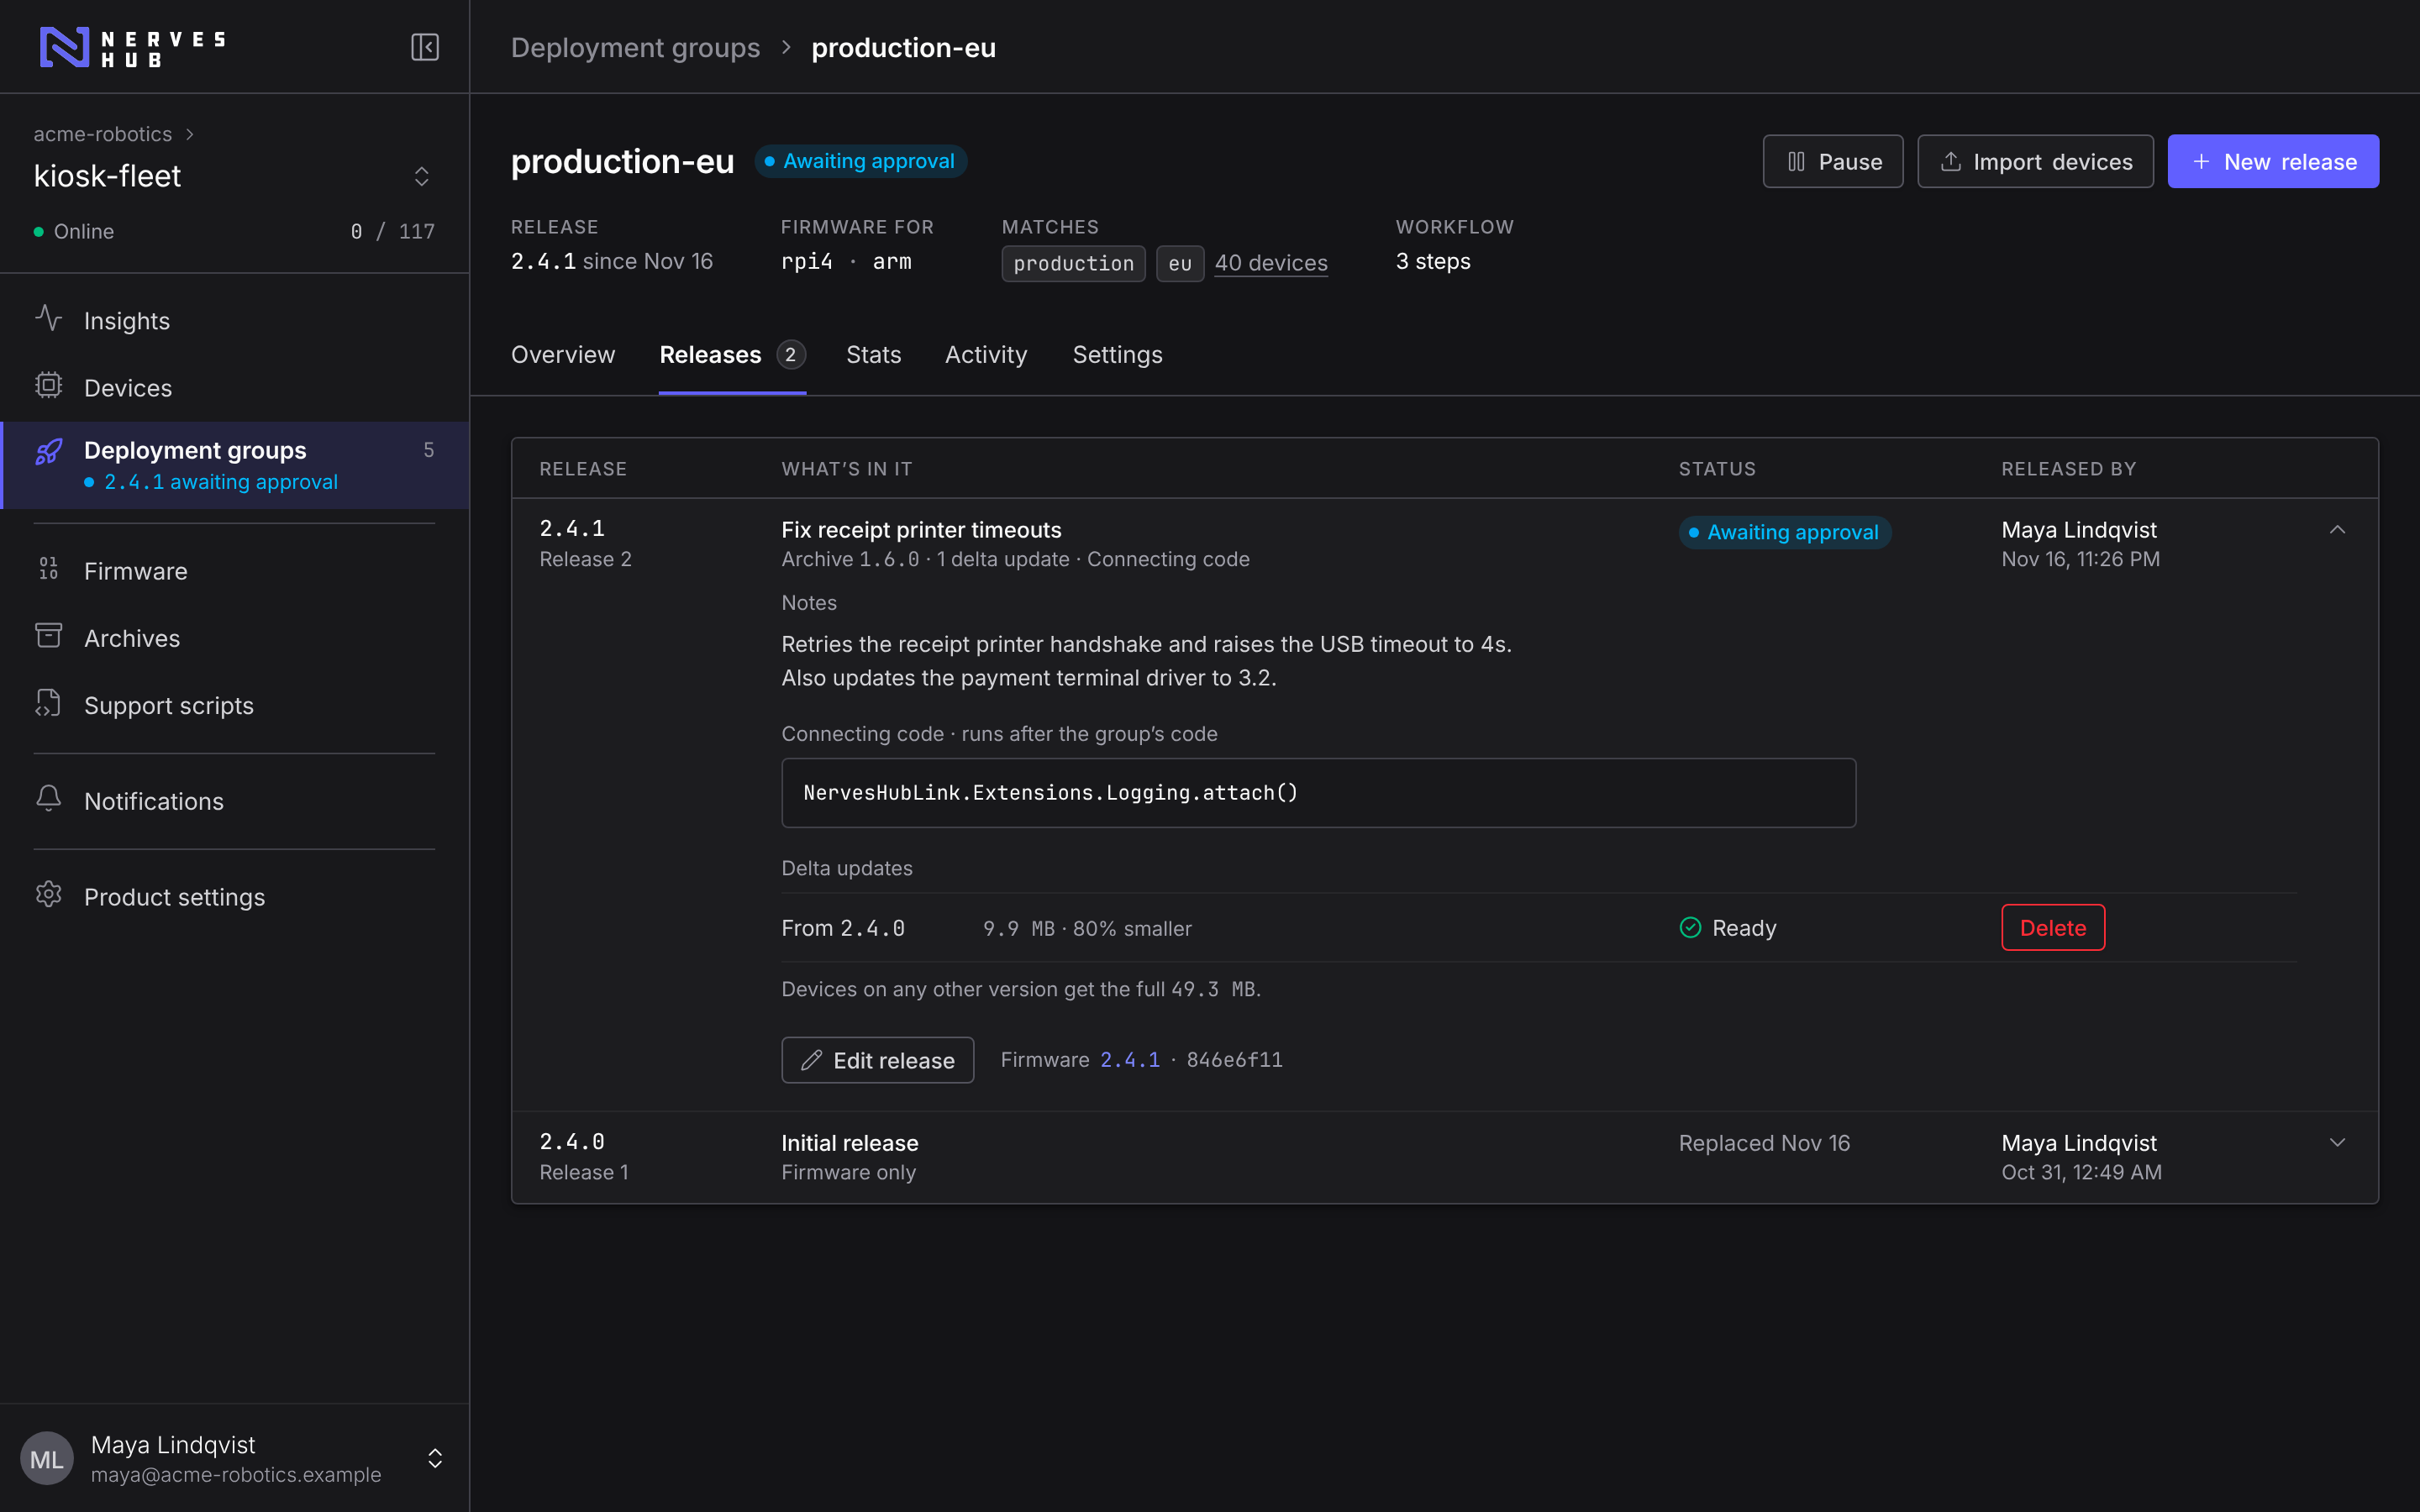 NERVES
HUB
Deployment groups > production-eu
acme-robotics >
kiosk-fleet
Online 0 / 117
Insights
Devices
Deployment groups 5
2.4.1 awaiting approval
Firmware
Archives
Support scripts
Notifications
Product settings
ML
Maya Lindqvist
maya@acme-robotics.example
production-eu Awaiting approval
Pause Import devices + New release
RELEASE FIRMWARE FOR MATCHES WORKFLOW
2.4.1 since Nov 16 rpi4 · arm production eu 40 devices 3 steps
Overview Releases 2 Stats Activity Settings
RELEASE WHAT’S IN IT STATUS RELEASED BY
2.4.1 Fix receipt printer timeouts Awaiting approval Maya Lindqvist
Release 2 Archive 1.6.0 · 1 delta update · Connecting code Nov 16, 11:26 PM
Notes
Retries the receipt printer handshake and raises the USB timeout to 4s.
Also updates the payment terminal driver to 3.2.
Connecting code · runs after the group’s code
NervesHubLink.Extensions.Logging.attach()
Delta updates
From 2.4.0 9.9 MB · 80% smaller Ready Delete
Devices on any other version get the full 49.3 MB.
Edit release Firmware 2.4.1 · 846e6f11
2.4.0 Initial release Replaced Nov 16 Maya Lindqvist
Release 1 Firmware only Oct 31, 12:49 AM